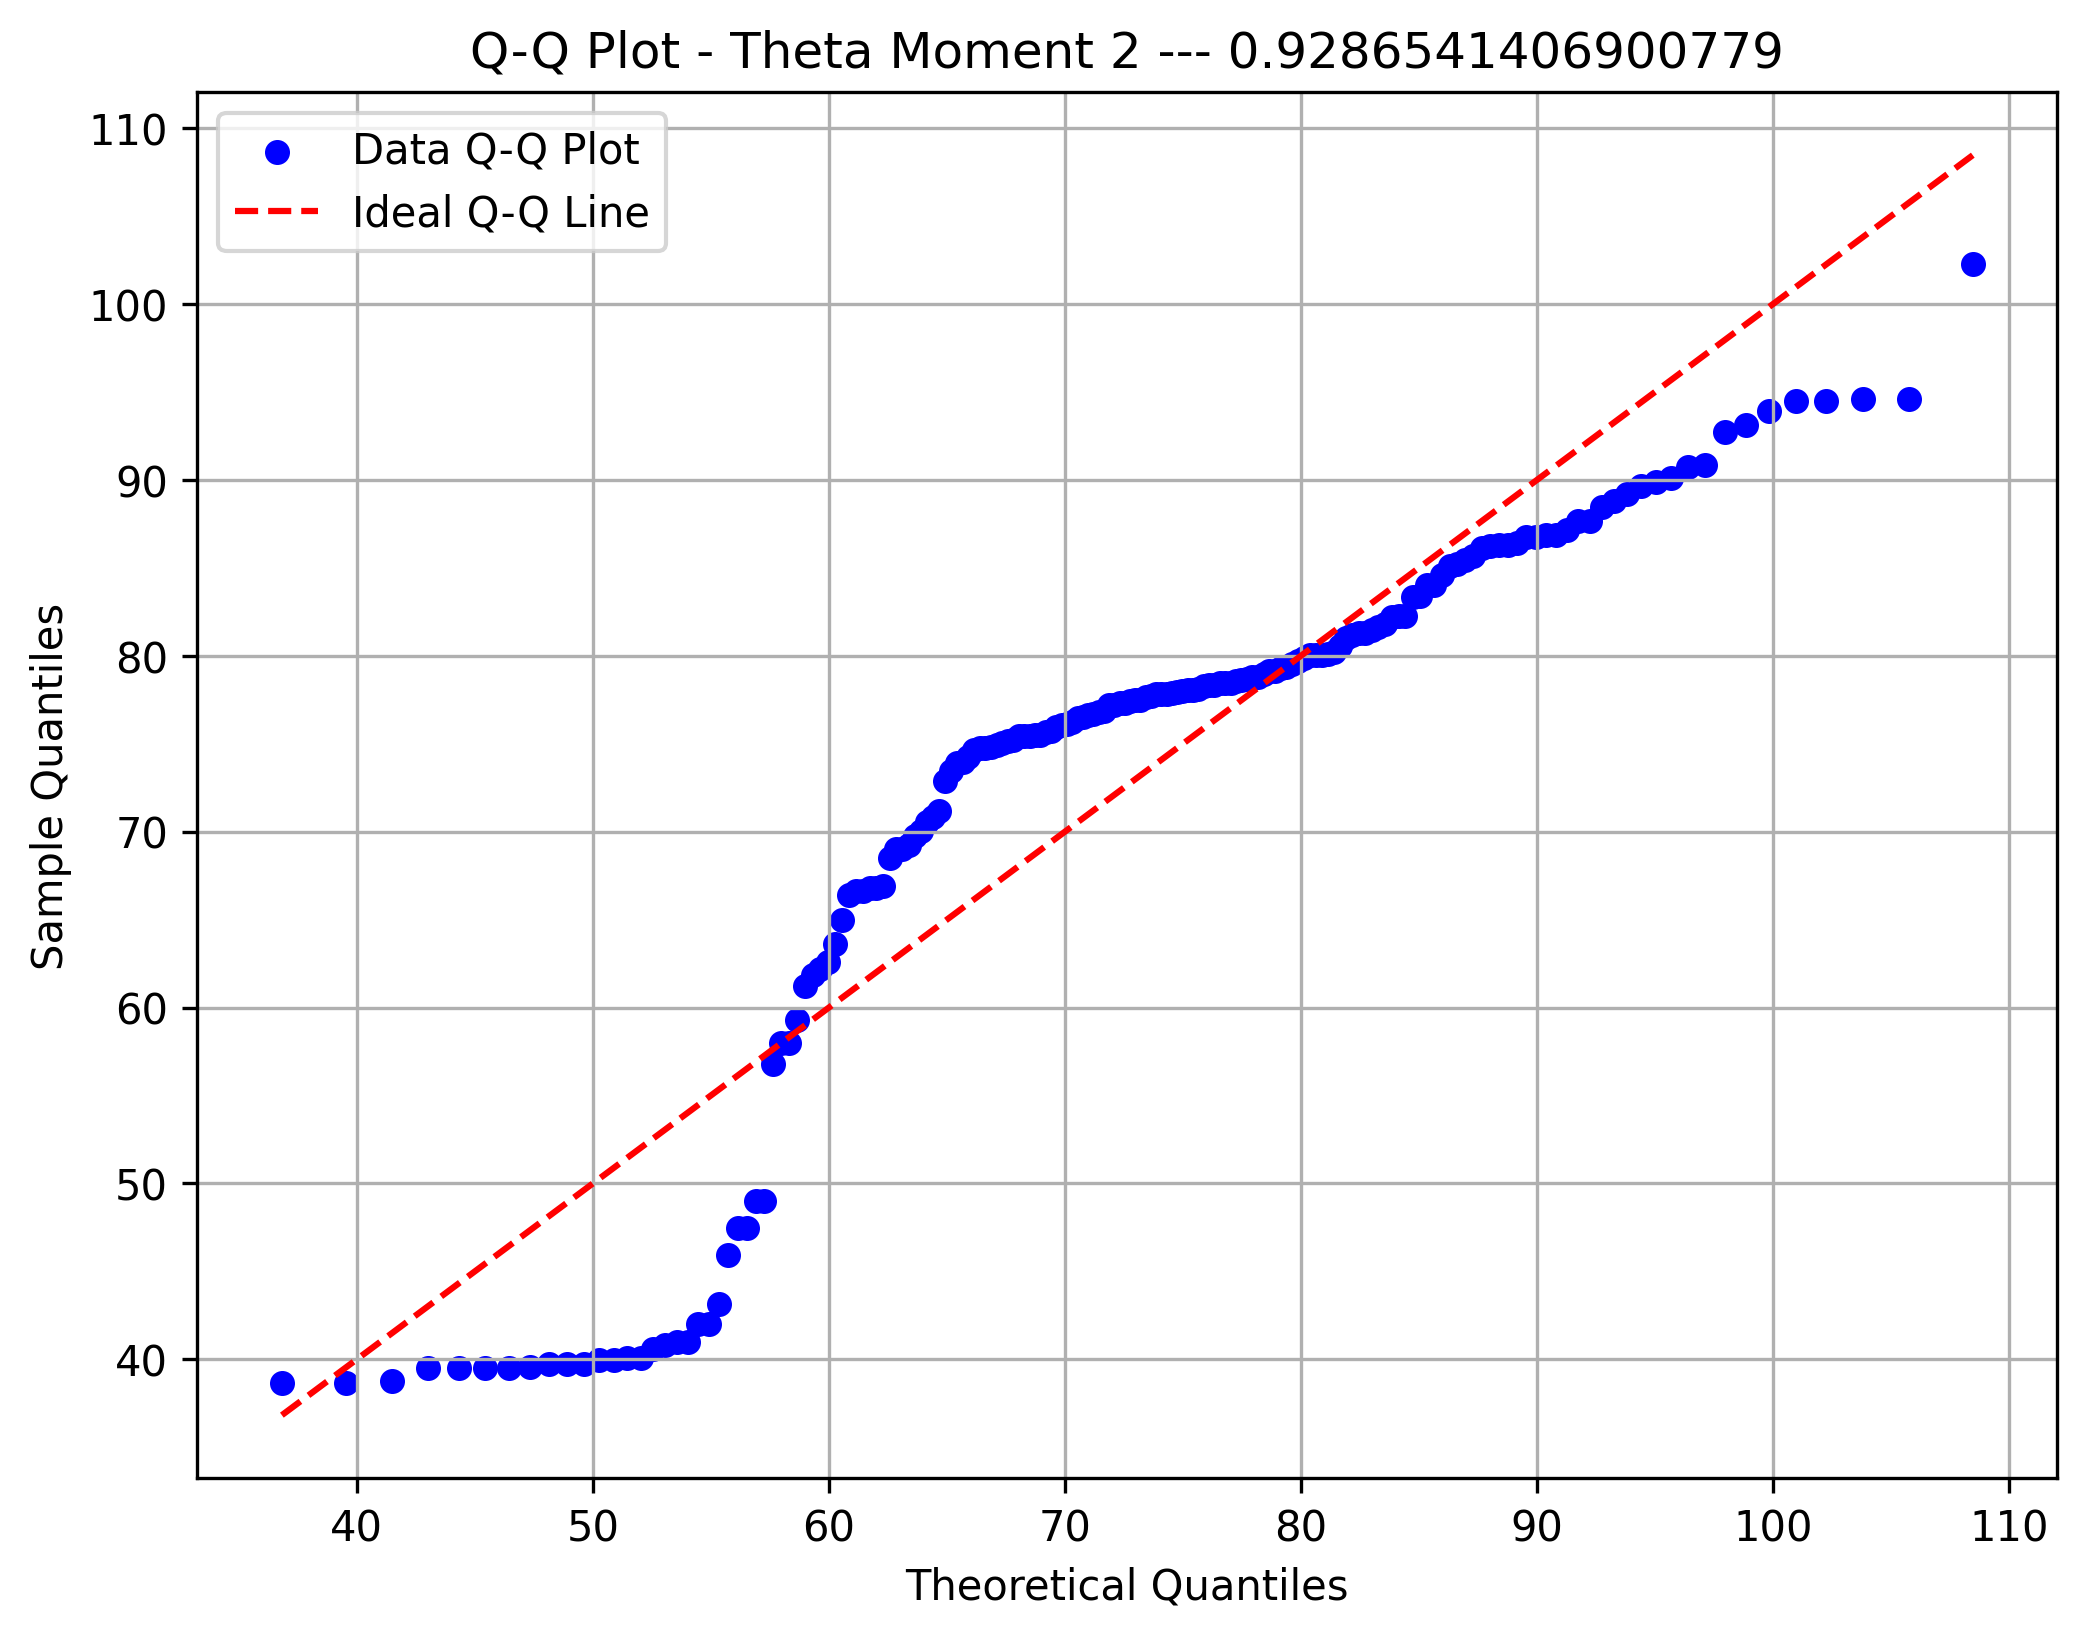 Q-Q Plot - Theta Moment 2 --- 0.9286541406900779
Data Q-Q Plot
Ideal Q-Q Line
110
100
90
80
70
60
50
40
Sample Quantiles
40 50 60 70 80 90 100 110
Theoretical Quantiles